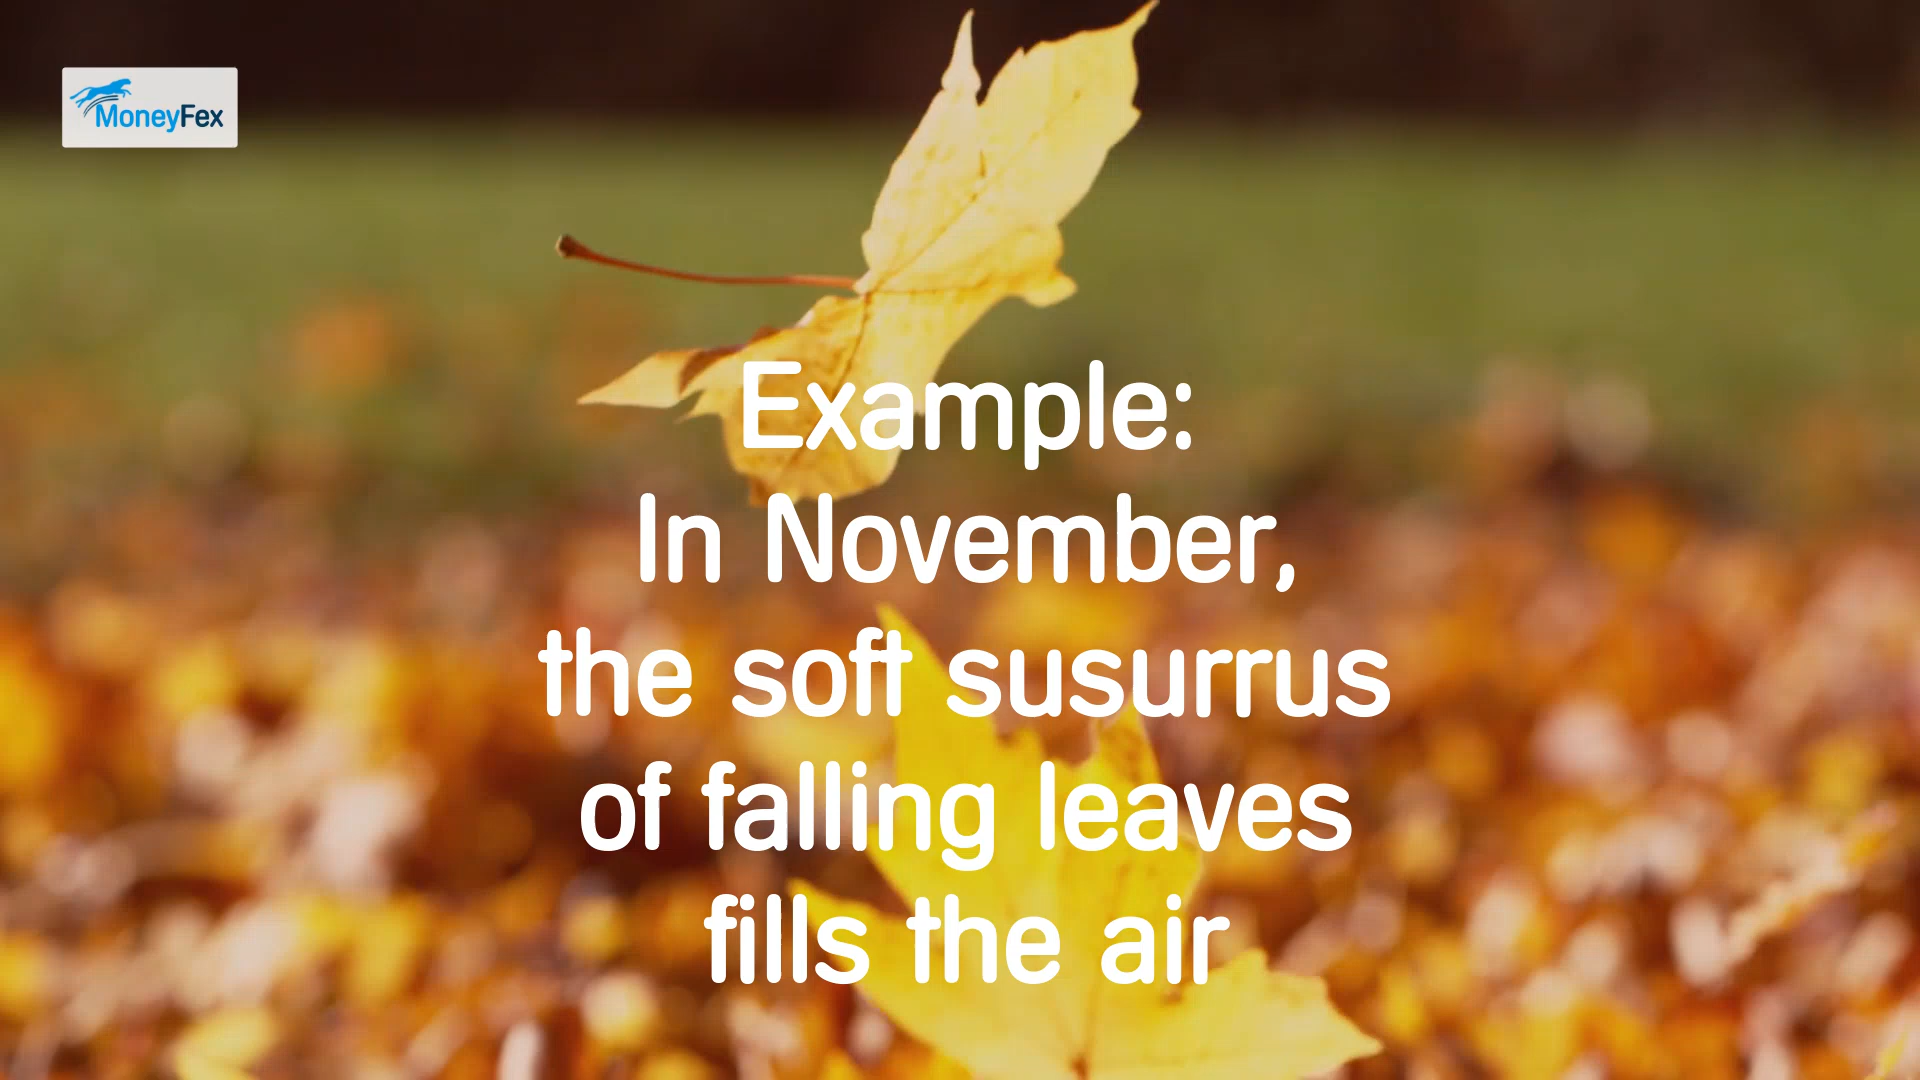 MoneyFex
Example:
In November,
the soft susurrus
of falling leaves
fills the air